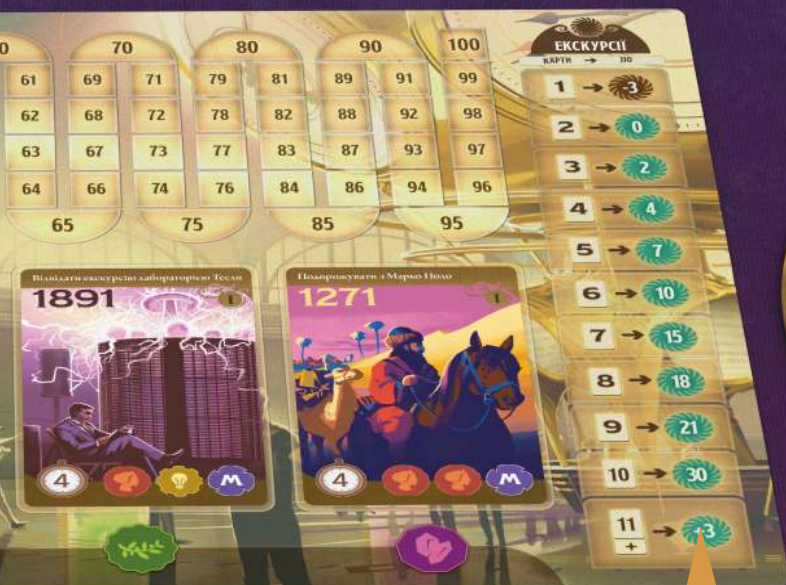 0 70 80 90 100
61 69 71 79 81 89 91 99
62 68 72 78 82 88 92 98
63 67 73 77 83 87 93 97
64 66 74 76 84 86 94 96
65 75 85 95
Відвідати екскурсію лабораторією Тесли
1891
I
4 М
Подорожувати з Марко Поло
1271
I
4 М
ЕКСКУРСІЇ
КАРТИ → ПО
1 → -3
2 → 0
3 → 2
4 → 4
5 → 7
6 → 10
7 → 15
8 → 18
9 → 21
10 → 30
11 + → +3